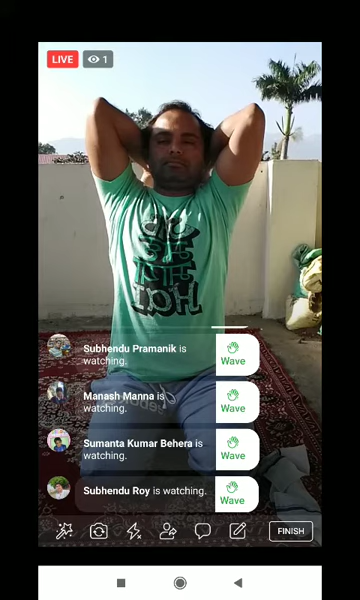 LIVE
1
Subhendu Pramanik is
watching.
Wave
Manash Manna is
watching.
Wave
Sumanta Kumar Behera is
watching.
Wave
Subhendu Roy is watching.
Wave
FINISH